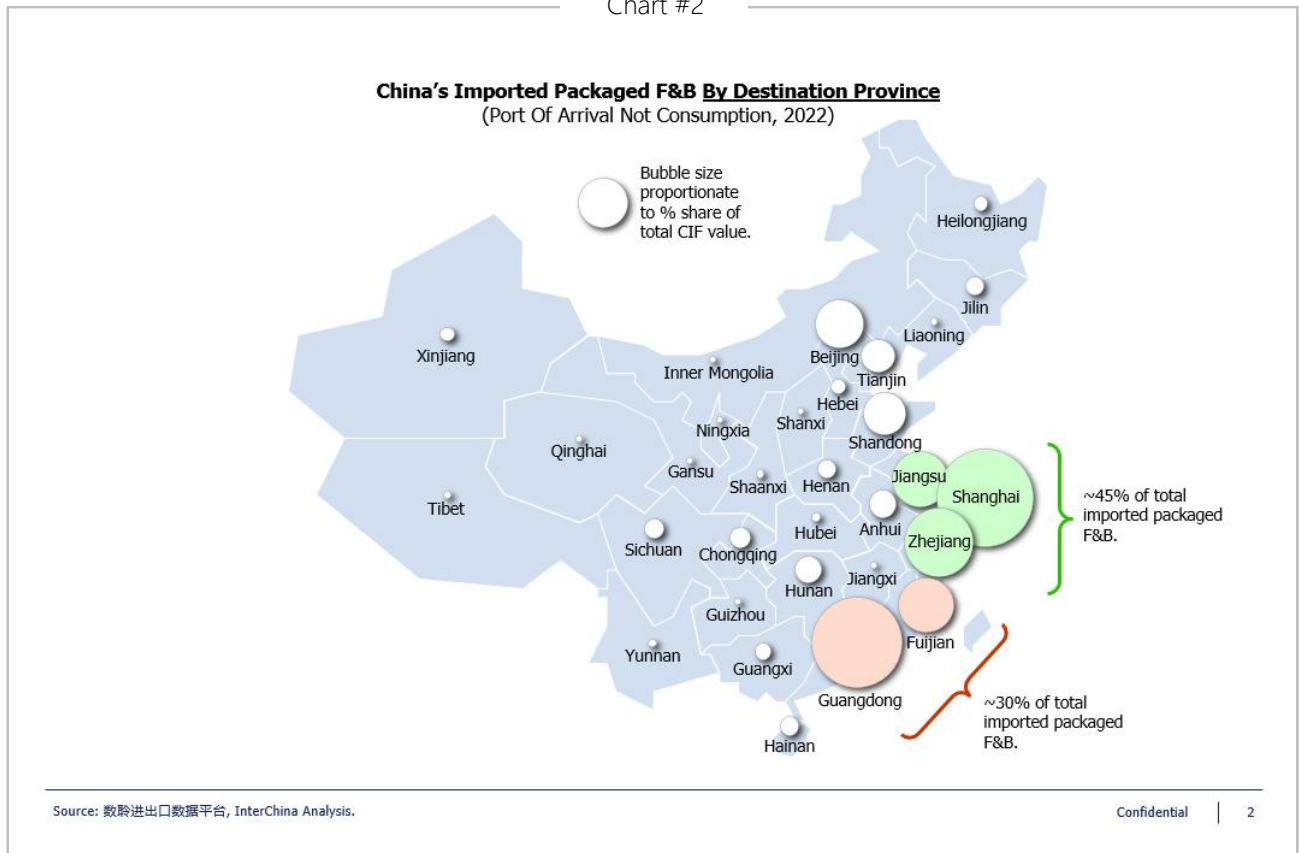 Chart #2
China's Imported Packaged F&B By Destination Province
(Port Of Arrival Not Consumption, 2022)
Bubble size
proportionate
to % share of
total CIF value.
Heilongjiang
Jilin
Liaoning
Xinjiang
Inner Mongolia
Beijing
Tianjin
Hebei
Shanxi
Ningxia
Shandong
Qinghai
Gansu
Shaanxi
Henan
Jiangsu
Shanghai
~45% of total
imported packaged
F&B.
Tibet
Hubei
Anhui
Zhejiang
Sichuan
Chongqing
Hunan
Jiangxi
Guizhou
Fuijian
Yunnan
Guangxi
Guangdong
~30% of total
imported packaged
F&B.
Hainan
Source: 数聆进出口数据平台, InterChina Analysis.
Confidential
2